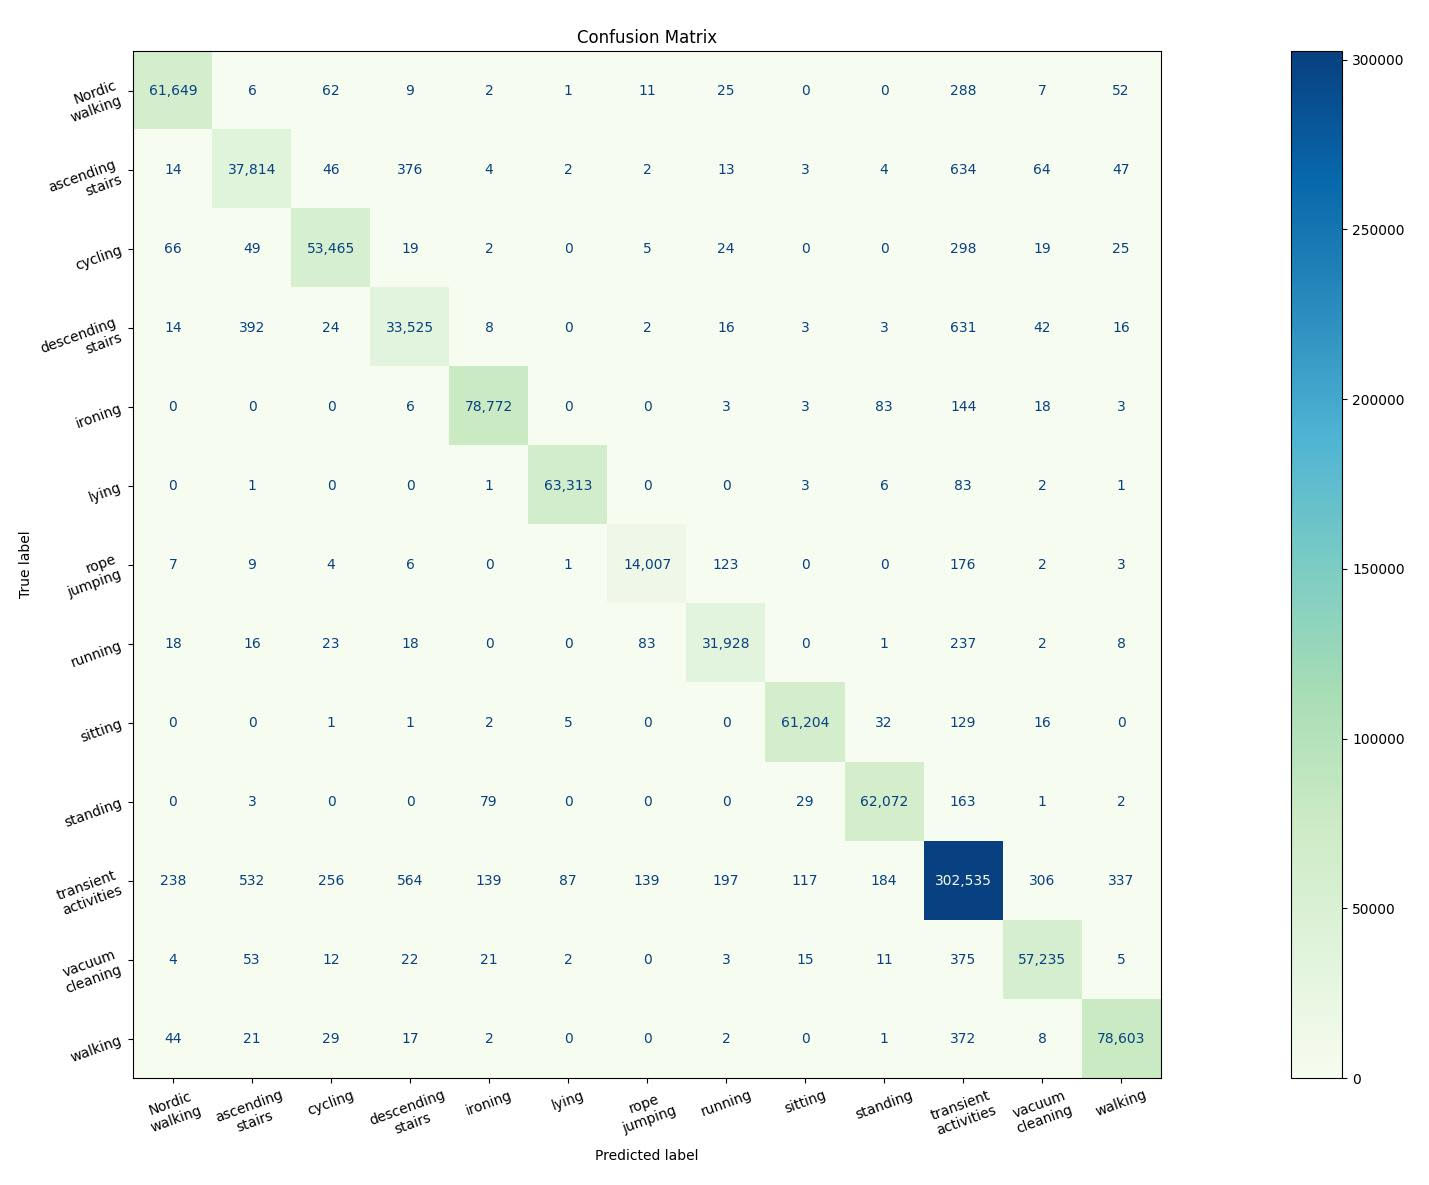 Confusion Matrix
Nordic
walking
61,649 6 62 9 2 1 11 25 0 0 288 7 52
ascending
stairs
14 37,814 46 376 4 2 2 13 3 4 634 64 47
cycling
66 49 53,465 19 2 0 5 24 0 0 298 19 25
descending
stairs
14 392 24 33,525 8 0 2 16 3 3 631 42 16
ironing
0 0 0 6 78,772 0 0 3 3 83 144 18 3
lying
0 1 0 0 1 63,313 0 0 3 6 83 2 1
rope
jumping
7 9 4 6 0 1 14,007 123 0 0 176 2 3
running
18 16 23 18 0 0 83 31,928 0 1 237 2 8
sitting
0 0 1 1 2 5 0 0 61,204 32 129 16 0
standing
0 3 0 0 79 0 0 0 29 62,072 163 1 2
transient
activities
238 532 256 564 139 87 139 197 117 184 302,535 306 337
vacuum
cleaning
4 53 12 22 21 2 0 3 15 11 375 57,235 5
walking
44 21 29 17 2 0 0 2 0 1 372 8 78,603
True label
Nordic
walking
ascending
stairs
cycling
descending
stairs
ironing
lying
rope
jumping
running
sitting
standing
transient
activities
vacuum
cleaning
walking
Predicted label
300000
250000
200000
150000
100000
50000
0